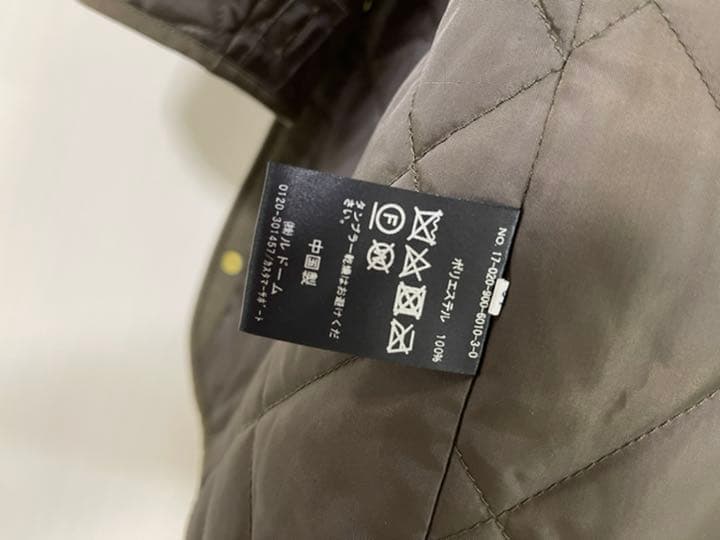 NO. 17-020-900-6010-3-0
ポリエステル 100%
F
タンブラー乾燥はお避けくだ
さい。
中国製
㈱ルドーム
0120-301457/カスタマーサポート